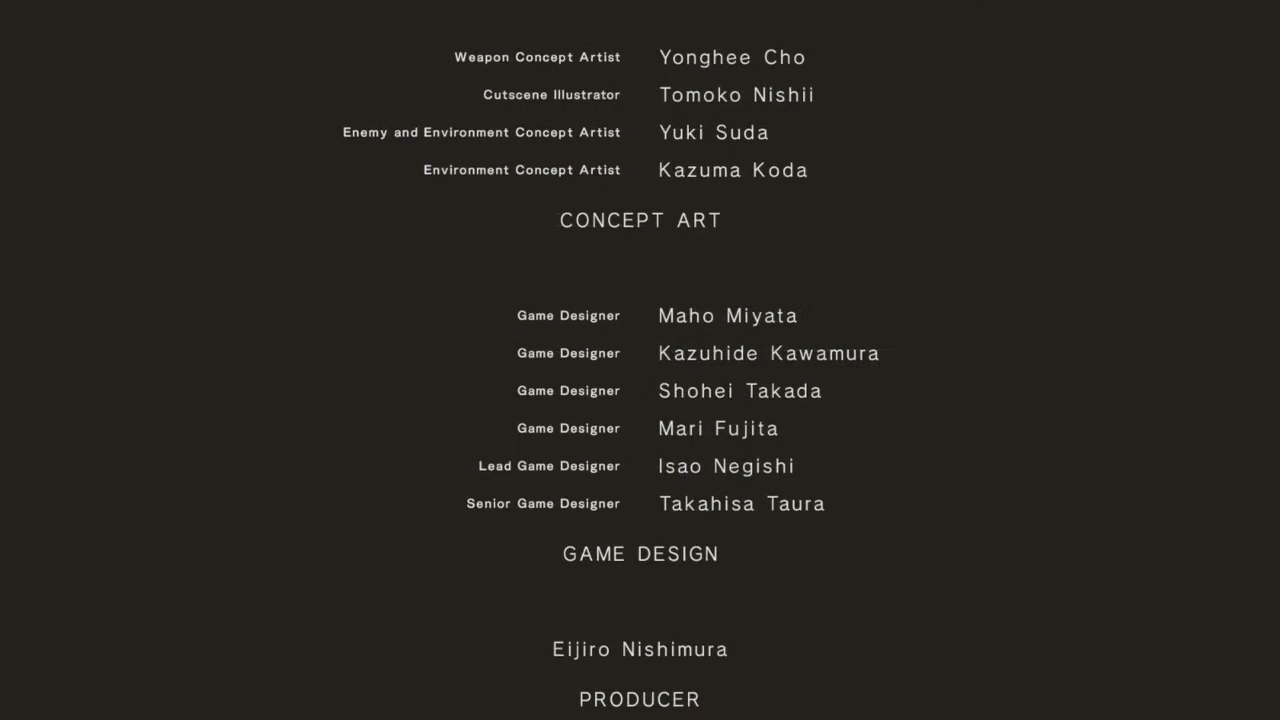 Weapon Concept Artist Yonghee Cho
Cutscene Illustrator Tomoko Nishii
Enemy and Environment Concept Artist Yuki Suda
Environment Concept Artist Kazuma Koda
CONCEPT ART
Game Designer Maho Miyata
Game Designer Kazuhide Kawamura
Game Designer Shohei Takada
Game Designer Mari Fujita
Lead Game Designer Isao Negishi
Senior Game Designer Takahisa Taura
GAME DESIGN
Eijiro Nishimura
PRODUCER